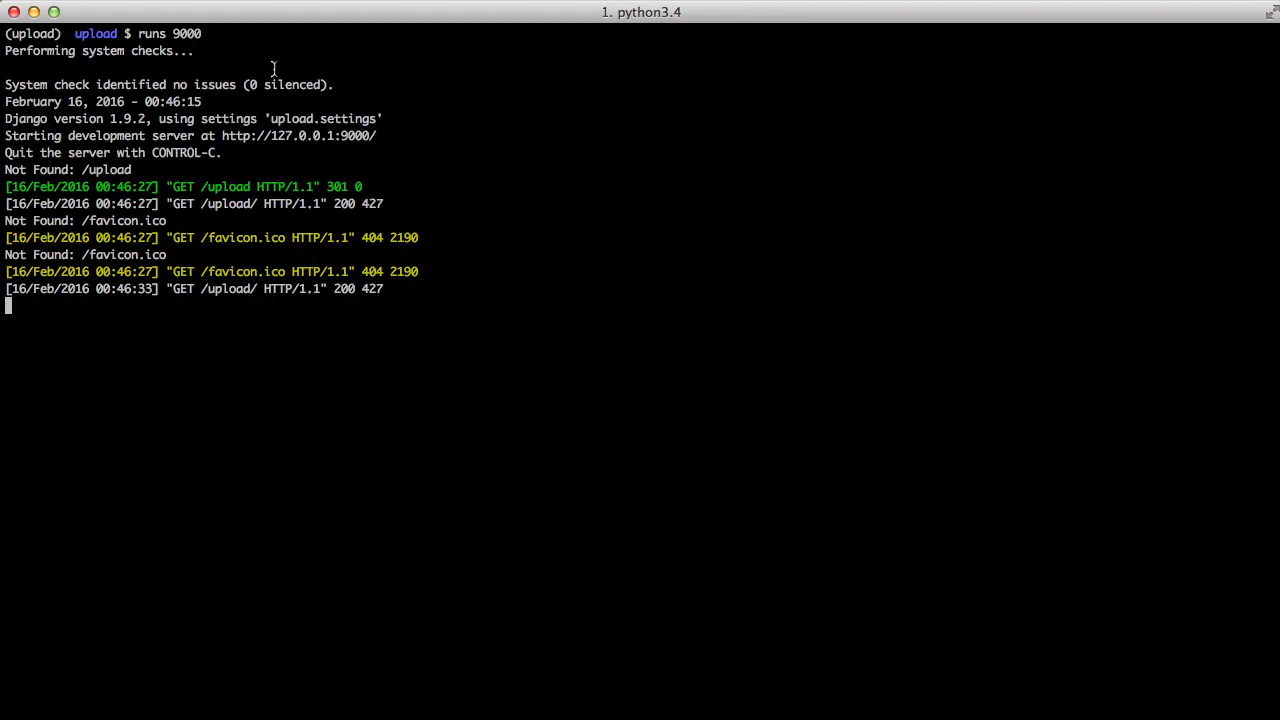 1. python3.4
(upload)  upload $ runs 9000
Performing system checks...
System check identified no issues (0 silenced).
February 16, 2016 - 00:46:15
Django version 1.9.2, using settings 'upload.settings'
Starting development server at http://127.0.0.1:9000/
Quit the server with CONTROL-C.
Not Found: /upload
[16/Feb/2016 00:46:27] "GET /upload HTTP/1.1" 301 0
[16/Feb/2016 00:46:27] "GET /upload/ HTTP/1.1" 200 427
Not Found: /favicon.ico
[16/Feb/2016 00:46:27] "GET /favicon.ico HTTP/1.1" 404 2190
Not Found: /favicon.ico
[16/Feb/2016 00:46:27] "GET /favicon.ico HTTP/1.1" 404 2190
[16/Feb/2016 00:46:33] "GET /upload/ HTTP/1.1" 200 427